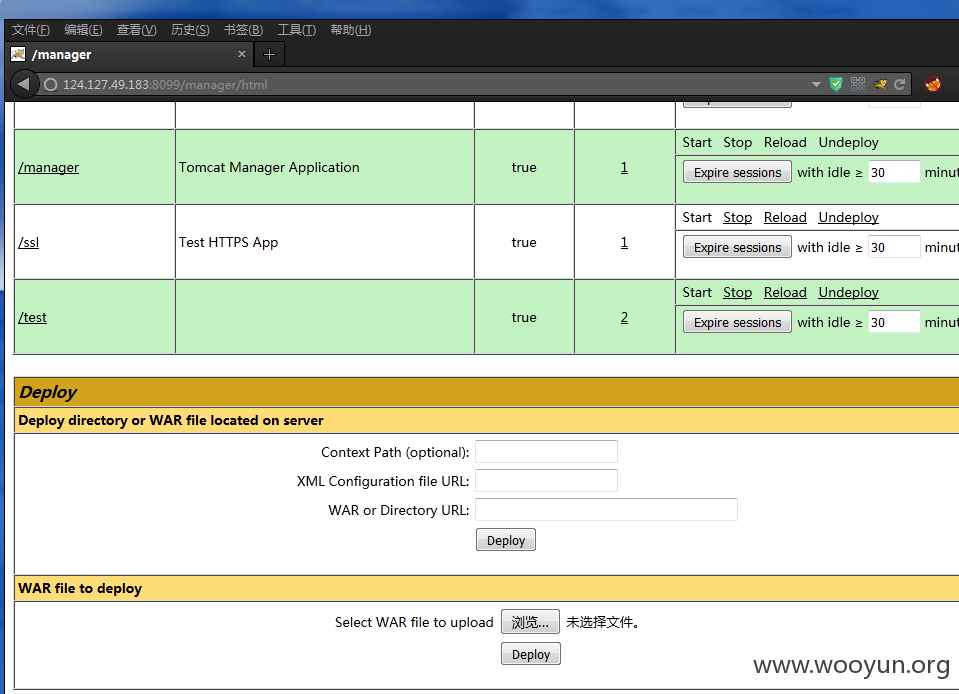 文件(F) 编辑(E) 查看(V) 历史(S) 书签(B) 工具(T) 帮助(H)
/manager × +
124.127.49.183:8099/manager/html
/manager Tomcat Manager Application true 1 Start Stop Reload Undeploy
Expire sessions with idle ≥ 30 minut
/ssl Test HTTPS App true 1 Start Stop Reload Undeploy
Expire sessions with idle ≥ 30 minut
/test true 2 Start Stop Reload Undeploy
Expire sessions with idle ≥ 30 minut
Deploy
Deploy directory or WAR file located on server
Context Path (optional):
XML Configuration file URL:
WAR or Directory URL:
Deploy
WAR file to deploy
Select WAR file to upload 浏览... 未选择文件。
Deploy
www.wooyun.org